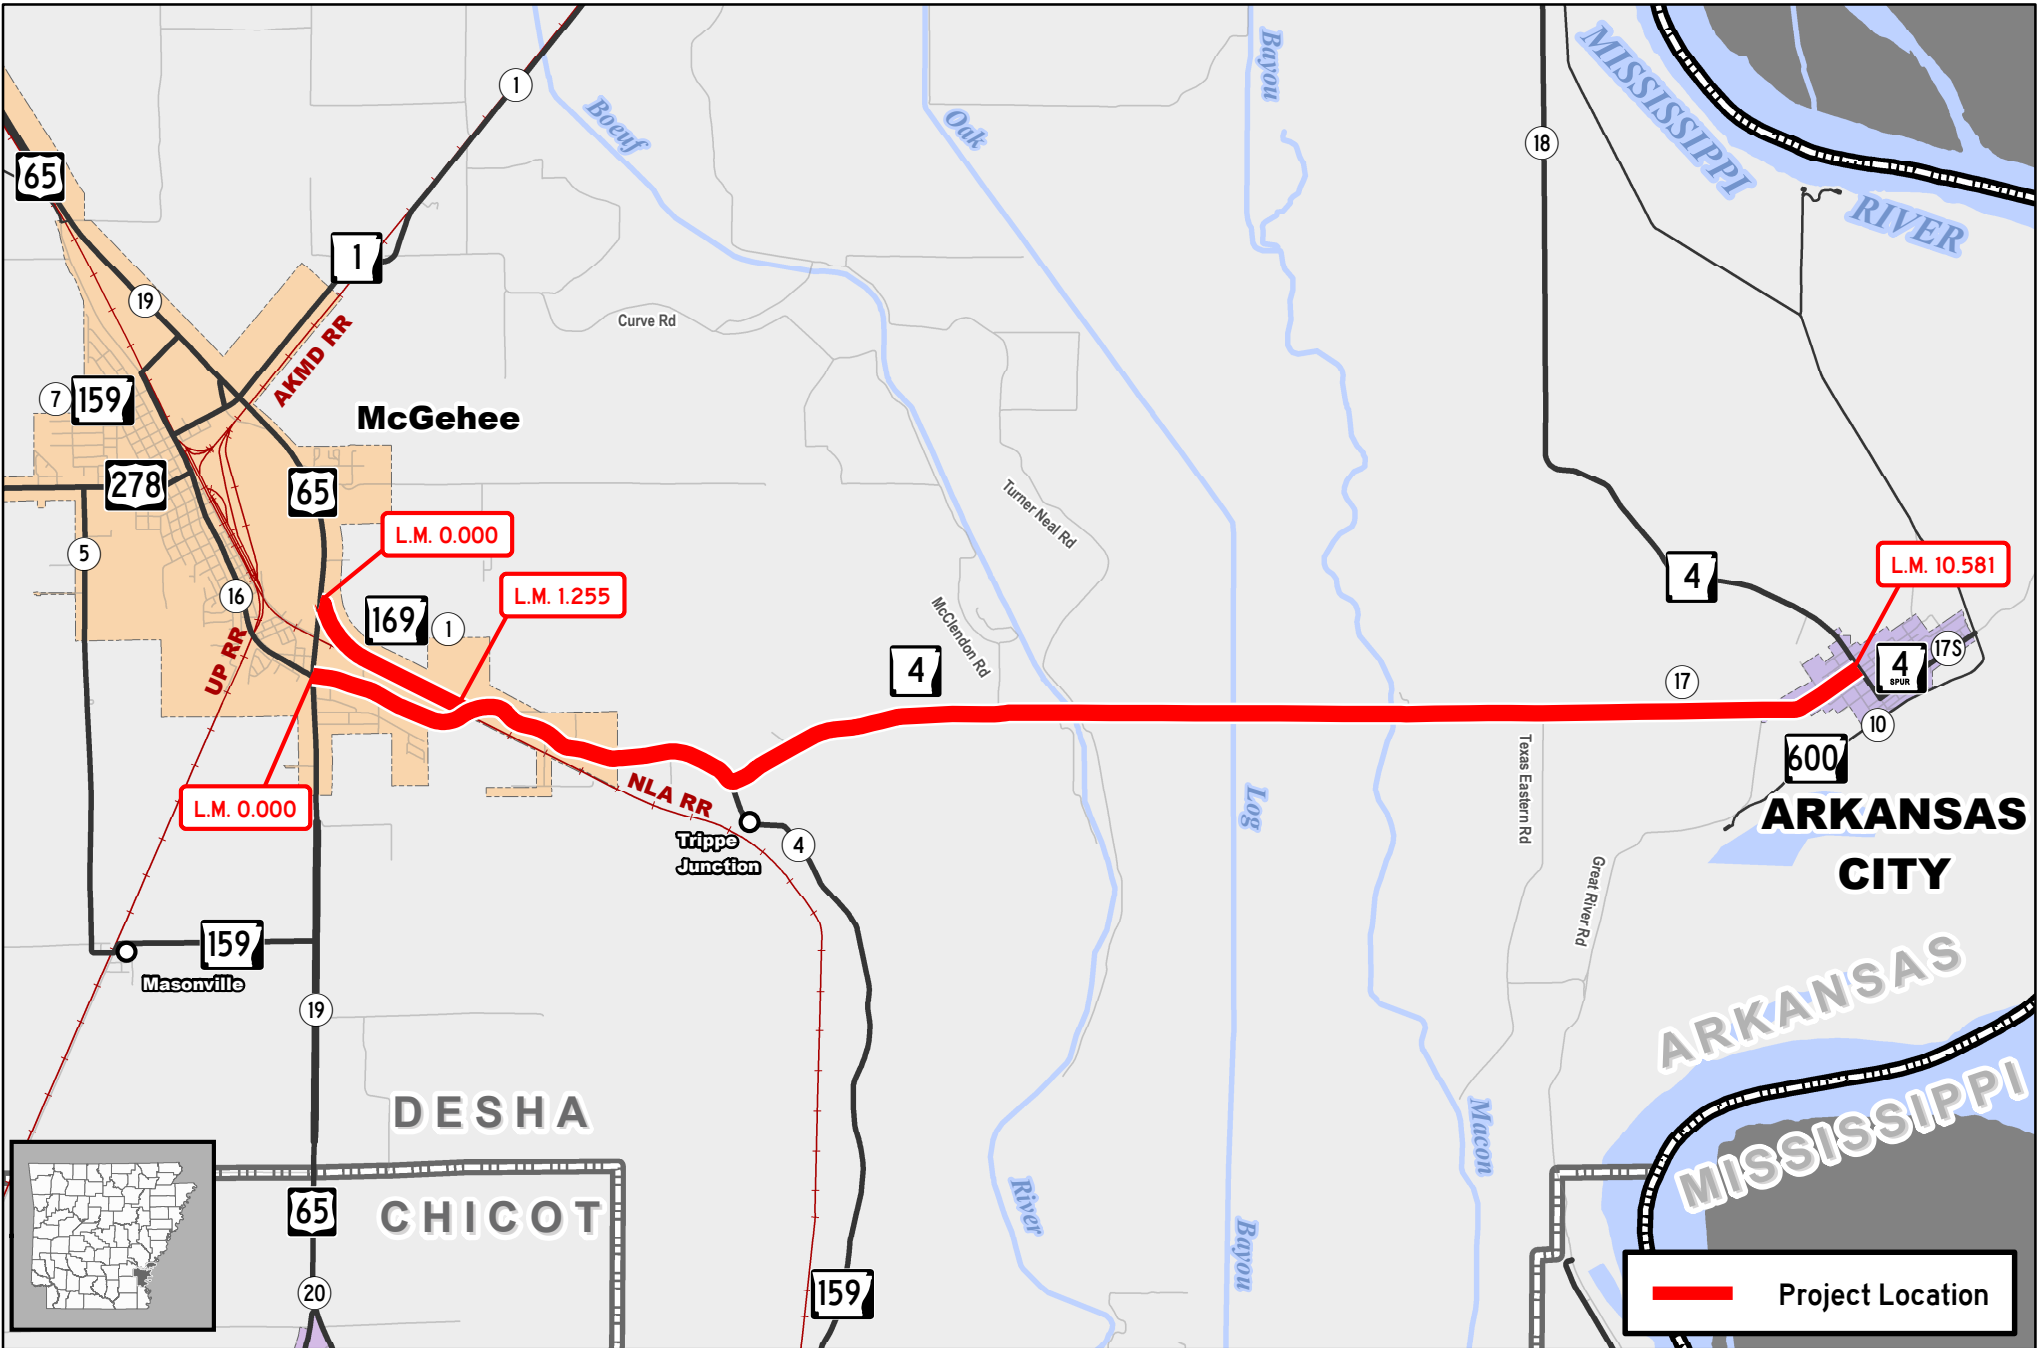 1
Boeuf
Oak
Bayou
18
MISSISSIPPI
RIVER
65
1
19
Curve Rd
AKMD RR
McGehee
7
159
278
65
5
16
L.M. 0.000
L.M. 1.255
169
1
UP RR
Turner Neal Rd
McClendon Rd
4
4
L.M. 10.581
17
4
SPUR
17S
10
600
ARKANSAS
CITY
L.M. 0.000
NLA RR
Trippe
Junction
4
Log
Texas Eastern Rd
Great River Rd
159
Masonville
19
ARKANSAS
MISSISSIPPI
DESHA
CHICOT
65
20
River
Bayou
Macon
159
Project Location